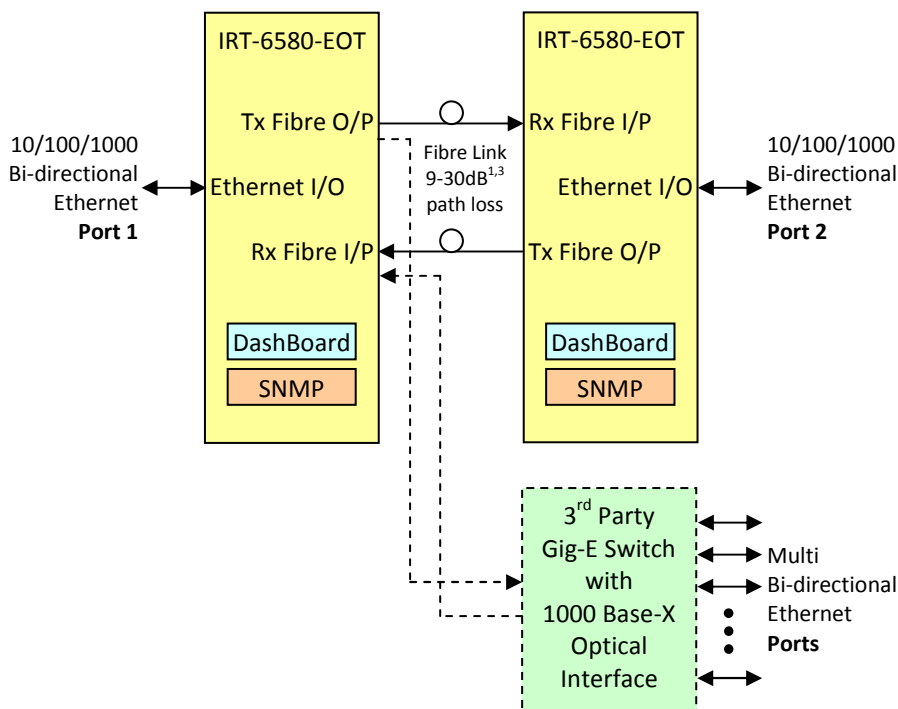 IRT-6580-EOT
IRT-6580-EOT
Tx Fibre O/P
Rx Fibre I/P
10/100/1000
Bi-directional
Ethernet
Port 1
Ethernet I/O
Fibre Link
9-30dB1,3
path loss
Ethernet I/O
10/100/1000
Bi-directional
Ethernet
Port 2
Rx Fibre I/P
Tx Fibre O/P
DashBoard
DashBoard
SNMP
SNMP
3rd Party
Gig-E Switch
with
1000 Base-X
Optical
Interface
Multi
Bi-directional
Ethernet
Ports